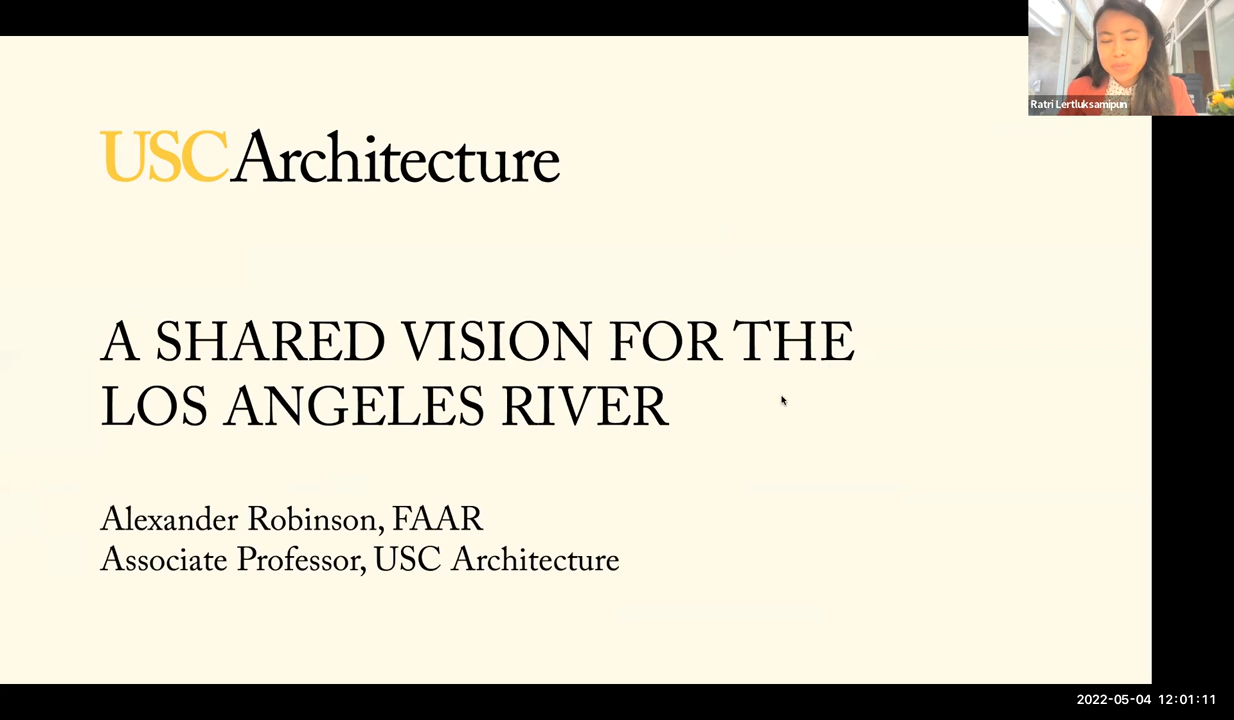 Ratri Lertluksamipun
USC Architecture
A SHARED VISION FOR THE
LOS ANGELES RIVER
Alexander Robinson, FAAR
Associate Professor, USC Architecture
2022-05-04 12:01:11